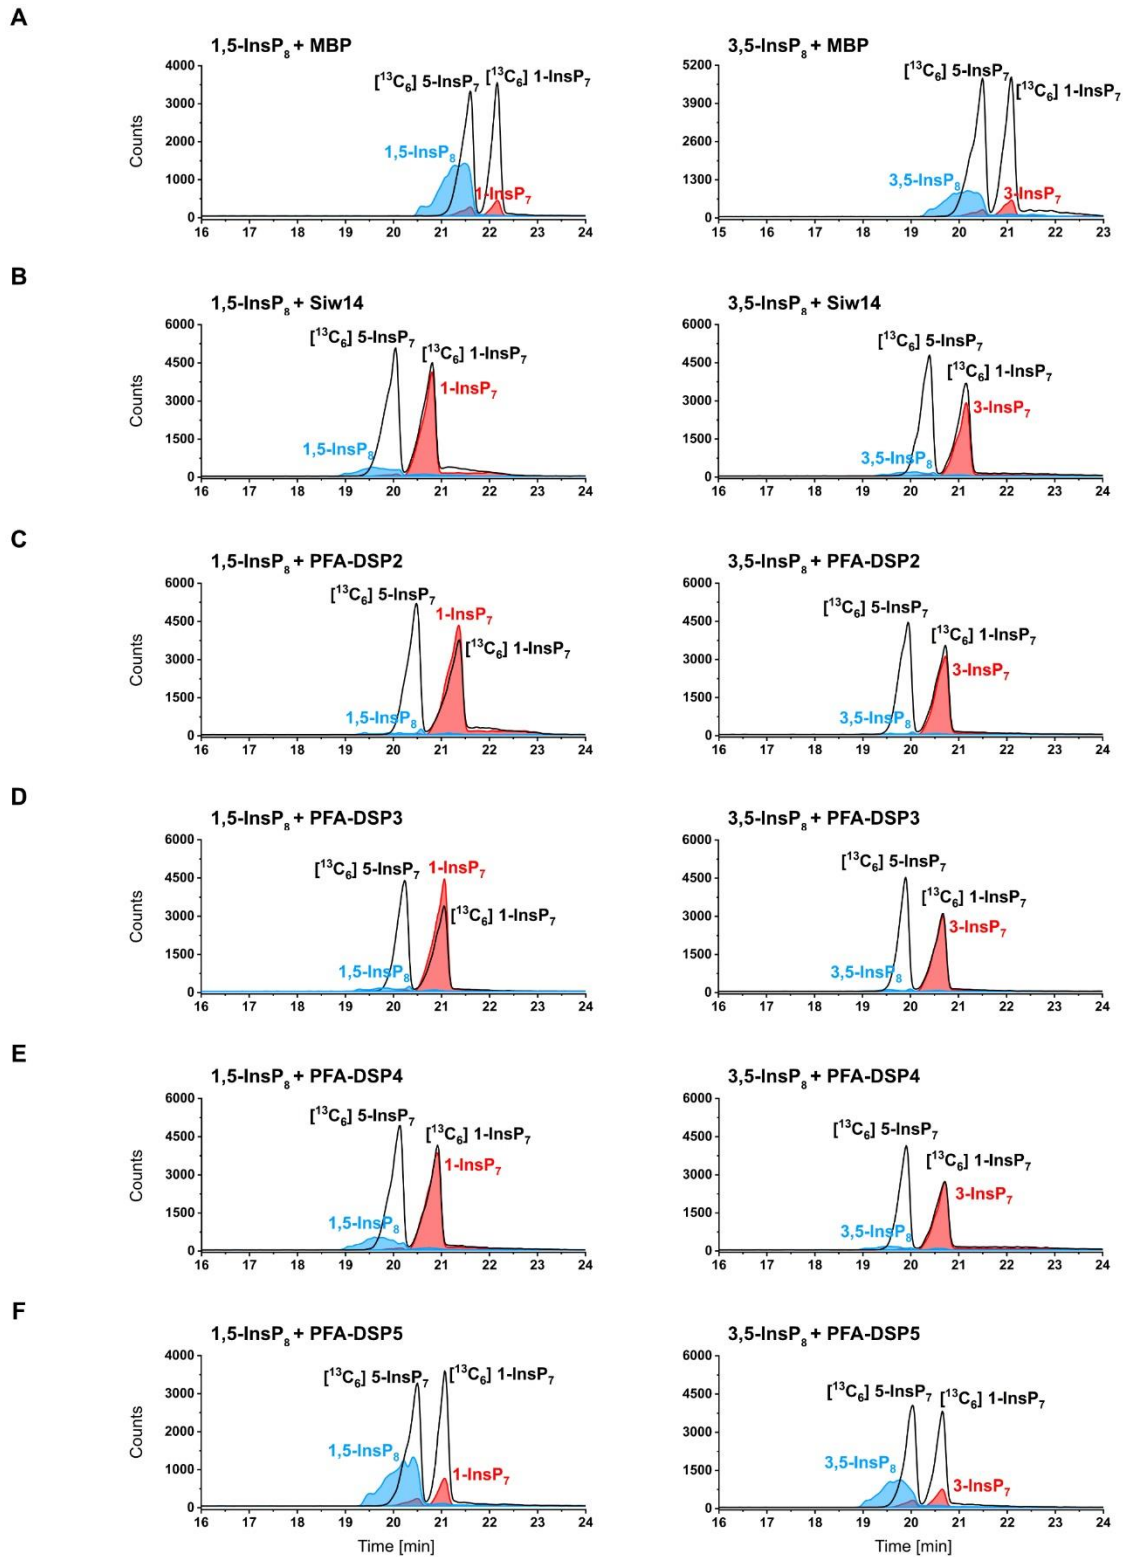 A
1,5-InsP₈ + MBP
Counts
4000
3000
2000
1000
0
[¹³C₆] 5-InsP₇
[¹³C₆] 1-InsP₇
1,5-InsP₈
1-InsP₇
16 17 18 19 20 21 22 23 24
3,5-InsP₈ + MBP
5200
3900
2600
1300
0
[¹³C₆] 5-InsP₇
[¹³C₆] 1-InsP₇
3,5-InsP₈
3-InsP₇
15 16 17 18 19 20 21 22 23
B
1,5-InsP₈ + Siw14
Counts
6000
4500
3000
1500
0
[¹³C₆] 5-InsP₇
[¹³C₆] 1-InsP₇
1-InsP₇
1,5-InsP₈
16 17 18 19 20 21 22 23 24
3,5-InsP₈ + Siw14
6000
4500
3000
1500
0
[¹³C₆] 5-InsP₇
[¹³C₆] 1-InsP₇
3-InsP₇
3,5-InsP₈
16 17 18 19 20 21 22 23 24
C
1,5-InsP₈ + PFA-DSP2
Counts
6000
4500
3000
1500
0
[¹³C₆] 5-InsP₇
1-InsP₇
[¹³C₆] 1-InsP₇
1,5-InsP₈
16 17 18 19 20 21 22 23 24
3,5-InsP₈ + PFA-DSP2
6000
4500
3000
1500
0
[¹³C₆] 5-InsP₇
[¹³C₆] 1-InsP₇
3-InsP₇
3,5-InsP₈
16 17 18 19 20 21 22 23 24
D
1,5-InsP₈ + PFA-DSP3
Counts
6000
4500
3000
1500
0
[¹³C₆] 5-InsP₇
1-InsP₇
[¹³C₆] 1-InsP₇
1,5-InsP₈
16 17 18 19 20 21 22 23 24
3,5-InsP₈ + PFA-DSP3
6000
4500
3000
1500
0
[¹³C₆] 5-InsP₇
[¹³C₆] 1-InsP₇
3-InsP₇
3,5-InsP₈
16 17 18 19 20 21 22 23 24
E
1,5-InsP₈ + PFA-DSP4
Counts
6000
4500
3000
1500
0
[¹³C₆] 5-InsP₇
[¹³C₆] 1-InsP₇
1-InsP₇
1,5-InsP₈
16 17 18 19 20 21 22 23 24
3,5-InsP₈ + PFA-DSP4
6000
4500
3000
1500
0
[¹³C₆] 5-InsP₇
[¹³C₆] 1-InsP₇
3-InsP₇
3,5-InsP₈
16 17 18 19 20 21 22 23 24
F
1,5-InsP₈ + PFA-DSP5
Counts
4000
3000
2000
1000
0
[¹³C₆] 5-InsP₇
[¹³C₆] 1-InsP₇
1,5-InsP₈
1-InsP₇
16 17 18 19 20 21 22 23 24
Time [min]
3,5-InsP₈ + PFA-DSP5
6000
4500
3000
1500
0
[¹³C₆] 5-InsP₇
[¹³C₆] 1-InsP₇
3,5-InsP₈
3-InsP₇
16 17 18 19 20 21 22 23 24
Time [min]